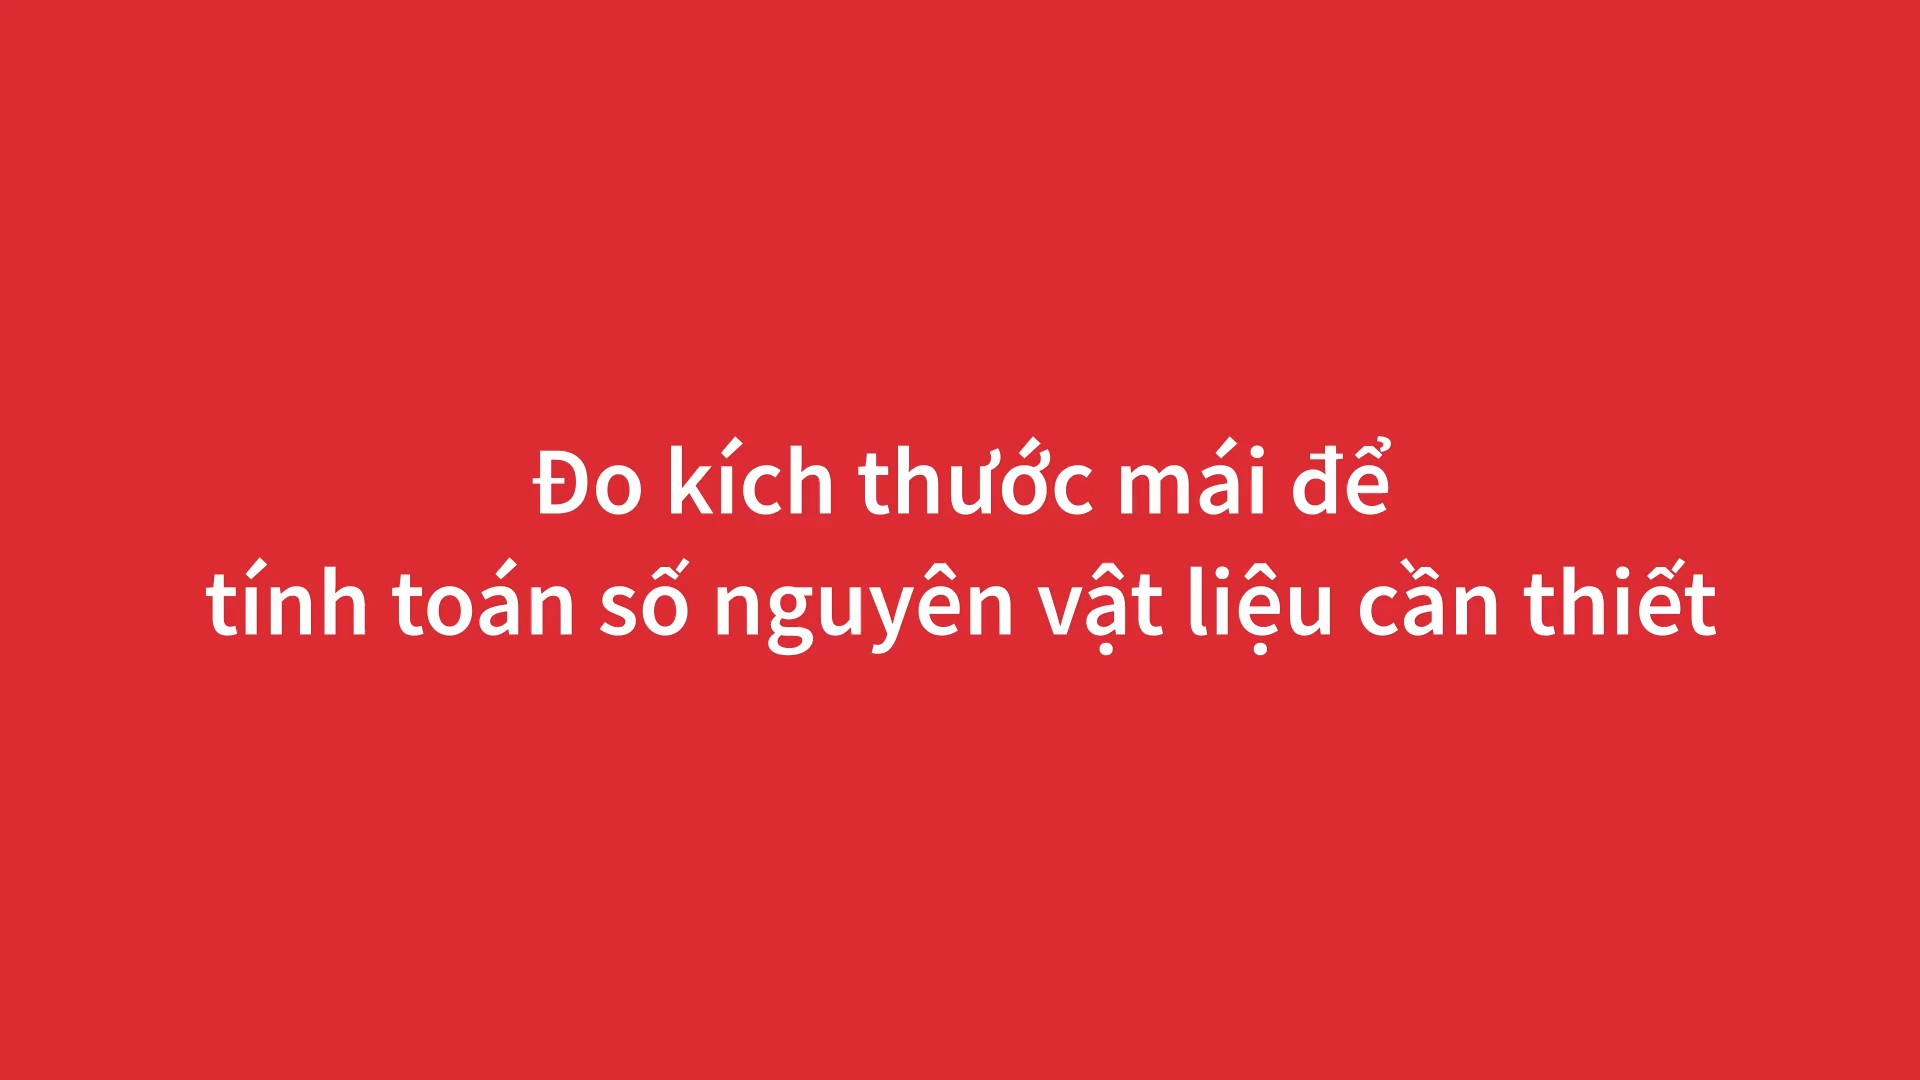 Đo kích thước mái để
tính toán số nguyên vật liệu cần thiết